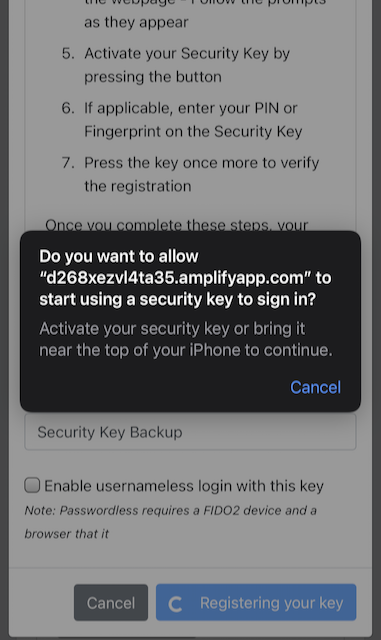 the webpage - Follow the prompts
as they appear
5. Activate your Security Key by
pressing the button
6. If applicable, enter your PIN or
Fingerprint on the Security Key
7. Press the key once more to verify
the registration
Once you complete these steps, your
Do you want to allow
“d268xezvl4ta35.amplifyapp.com” to
start using a security key to sign in?
Activate your security key or bring it
near the top of your iPhone to continue.
Cancel
Security Key Backup
Enable usernameless login with this key
Note: Passwordless requires a FIDO2 device and a
browser that it
Cancel
Registering your key